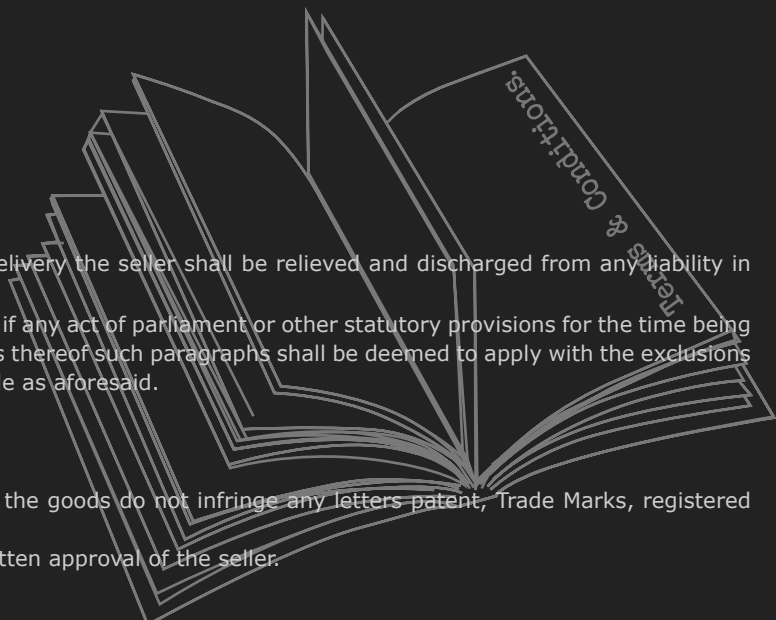 Terms & Conditions.
elivery the seller shall be relieved and discharged from any liability in
if any act of parliament or other statutory provisions for the time being
s thereof such paragraphs shall be deemed to apply with the exclusions
le as aforesaid.
the goods do not infringe any letters patent, Trade Marks, registered
tten approval of the seller.